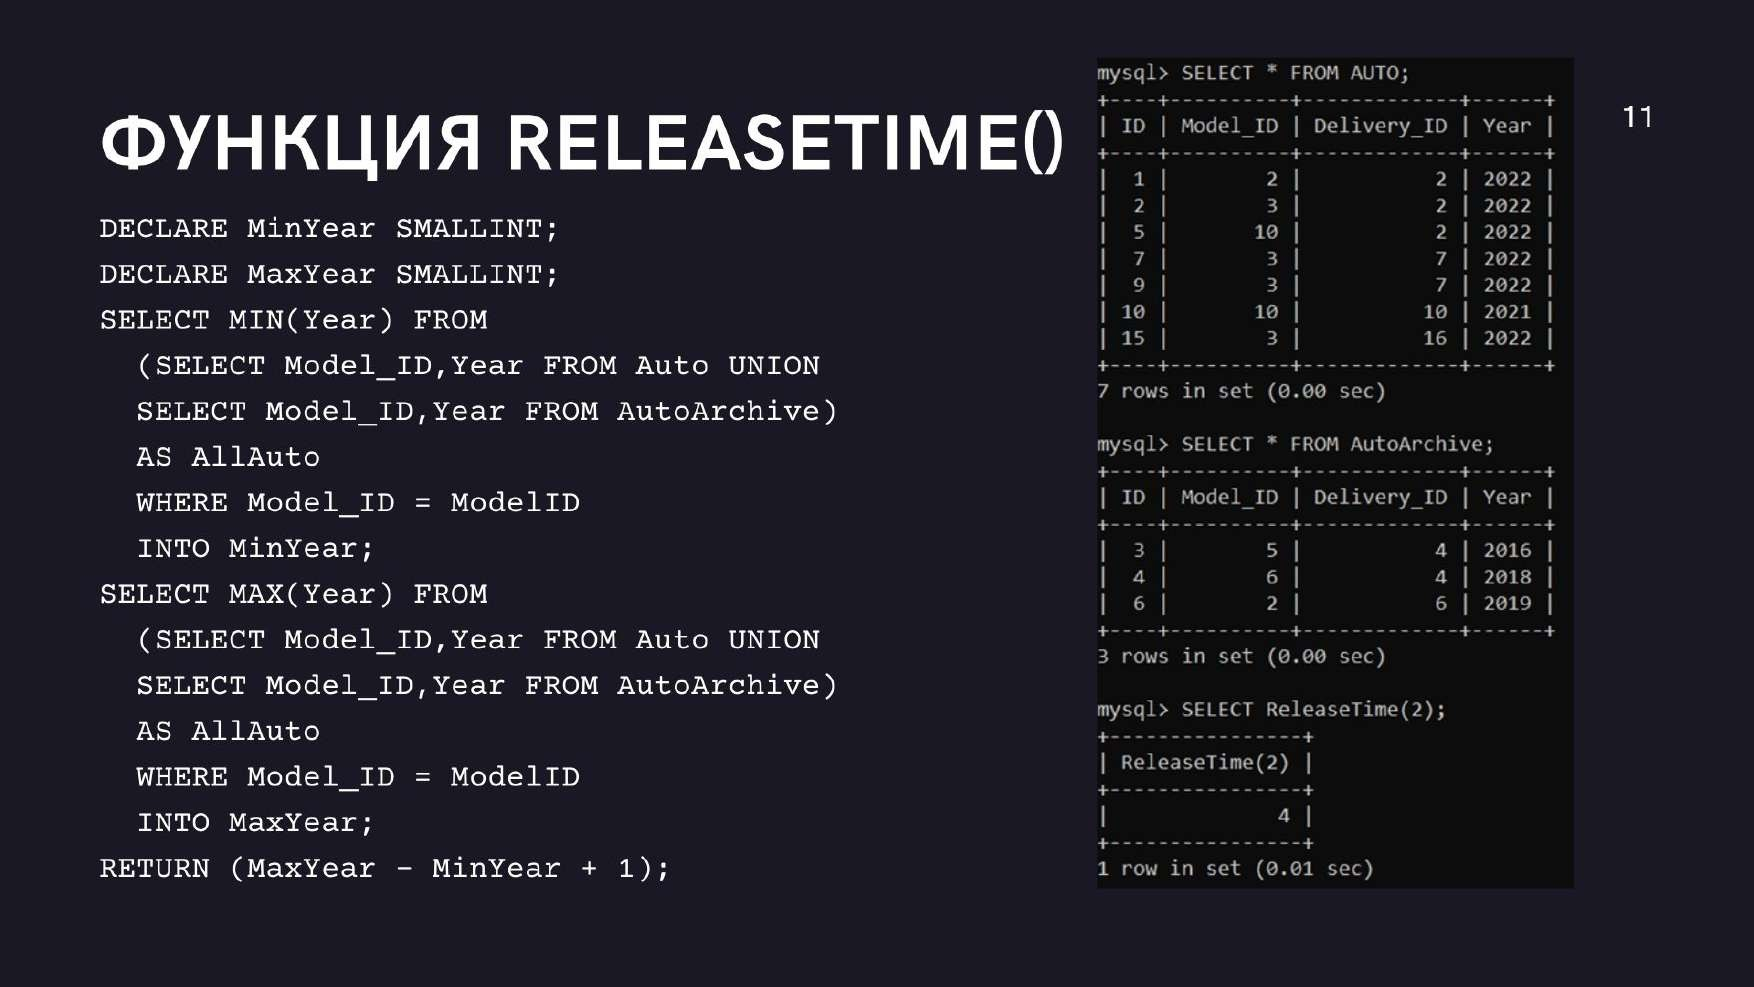 ФУНКЦИЯ RELEASETIME()
11
DECLARE MinYear SMALLINT;
DECLARE MaxYear SMALLINT;
SELECT MIN(Year) FROM
(SELECT Model_ID,Year FROM Auto UNION
SELECT Model_ID,Year FROM AutoArchive)
AS AllAuto
WHERE Model_ID = ModelID
INTO MinYear;
SELECT MAX(Year) FROM
(SELECT Model_ID,Year FROM Auto UNION
SELECT Model_ID,Year FROM AutoArchive)
AS AllAuto
WHERE Model_ID = ModelID
INTO MaxYear;
RETURN (MaxYear - MinYear + 1);
mysql> SELECT * FROM AUTO;
+----+----------+-------------+------+
| ID | Model_ID | Delivery_ID | Year |
+----+----------+-------------+------+
|  1 |        2 |           2 | 2022 |
|  2 |        3 |           2 | 2022 |
|  5 |       10 |           2 | 2022 |
|  7 |        3 |           7 | 2022 |
|  9 |        3 |           7 | 2022 |
| 10 |       10 |          10 | 2021 |
| 15 |        3 |          16 | 2022 |
+----+----------+-------------+------+
7 rows in set (0.00 sec)
mysql> SELECT * FROM AutoArchive;
+----+----------+-------------+------+
| ID | Model_ID | Delivery_ID | Year |
+----+----------+-------------+------+
|  3 |        5 |           4 | 2016 |
|  4 |        6 |           4 | 2018 |
|  6 |        2 |           6 | 2019 |
+----+----------+-------------+------+
3 rows in set (0.00 sec)
mysql> SELECT ReleaseTime(2);
+----------------+
| ReleaseTime(2) |
+----------------+
|              4 |
+----------------+
1 row in set (0.01 sec)